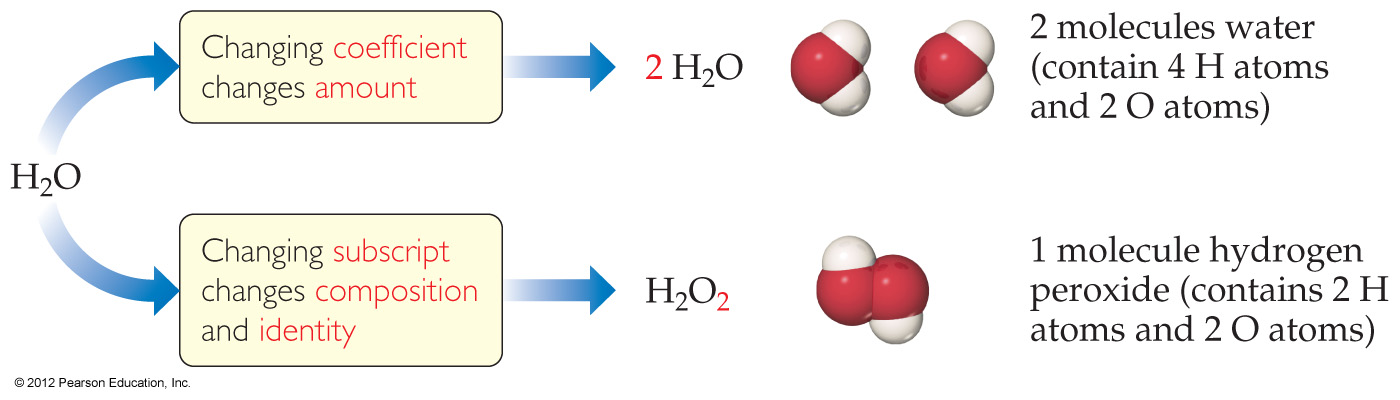 H₂O
Changing coefficient
changes amount
2 H₂O
2 molecules water
(contain 4 H atoms
and 2 O atoms)
Changing subscript
changes composition
and identity
H₂O₂
1 molecule hydrogen
peroxide (contains 2 H
atoms and 2 O atoms)
© 2012 Pearson Education, Inc.